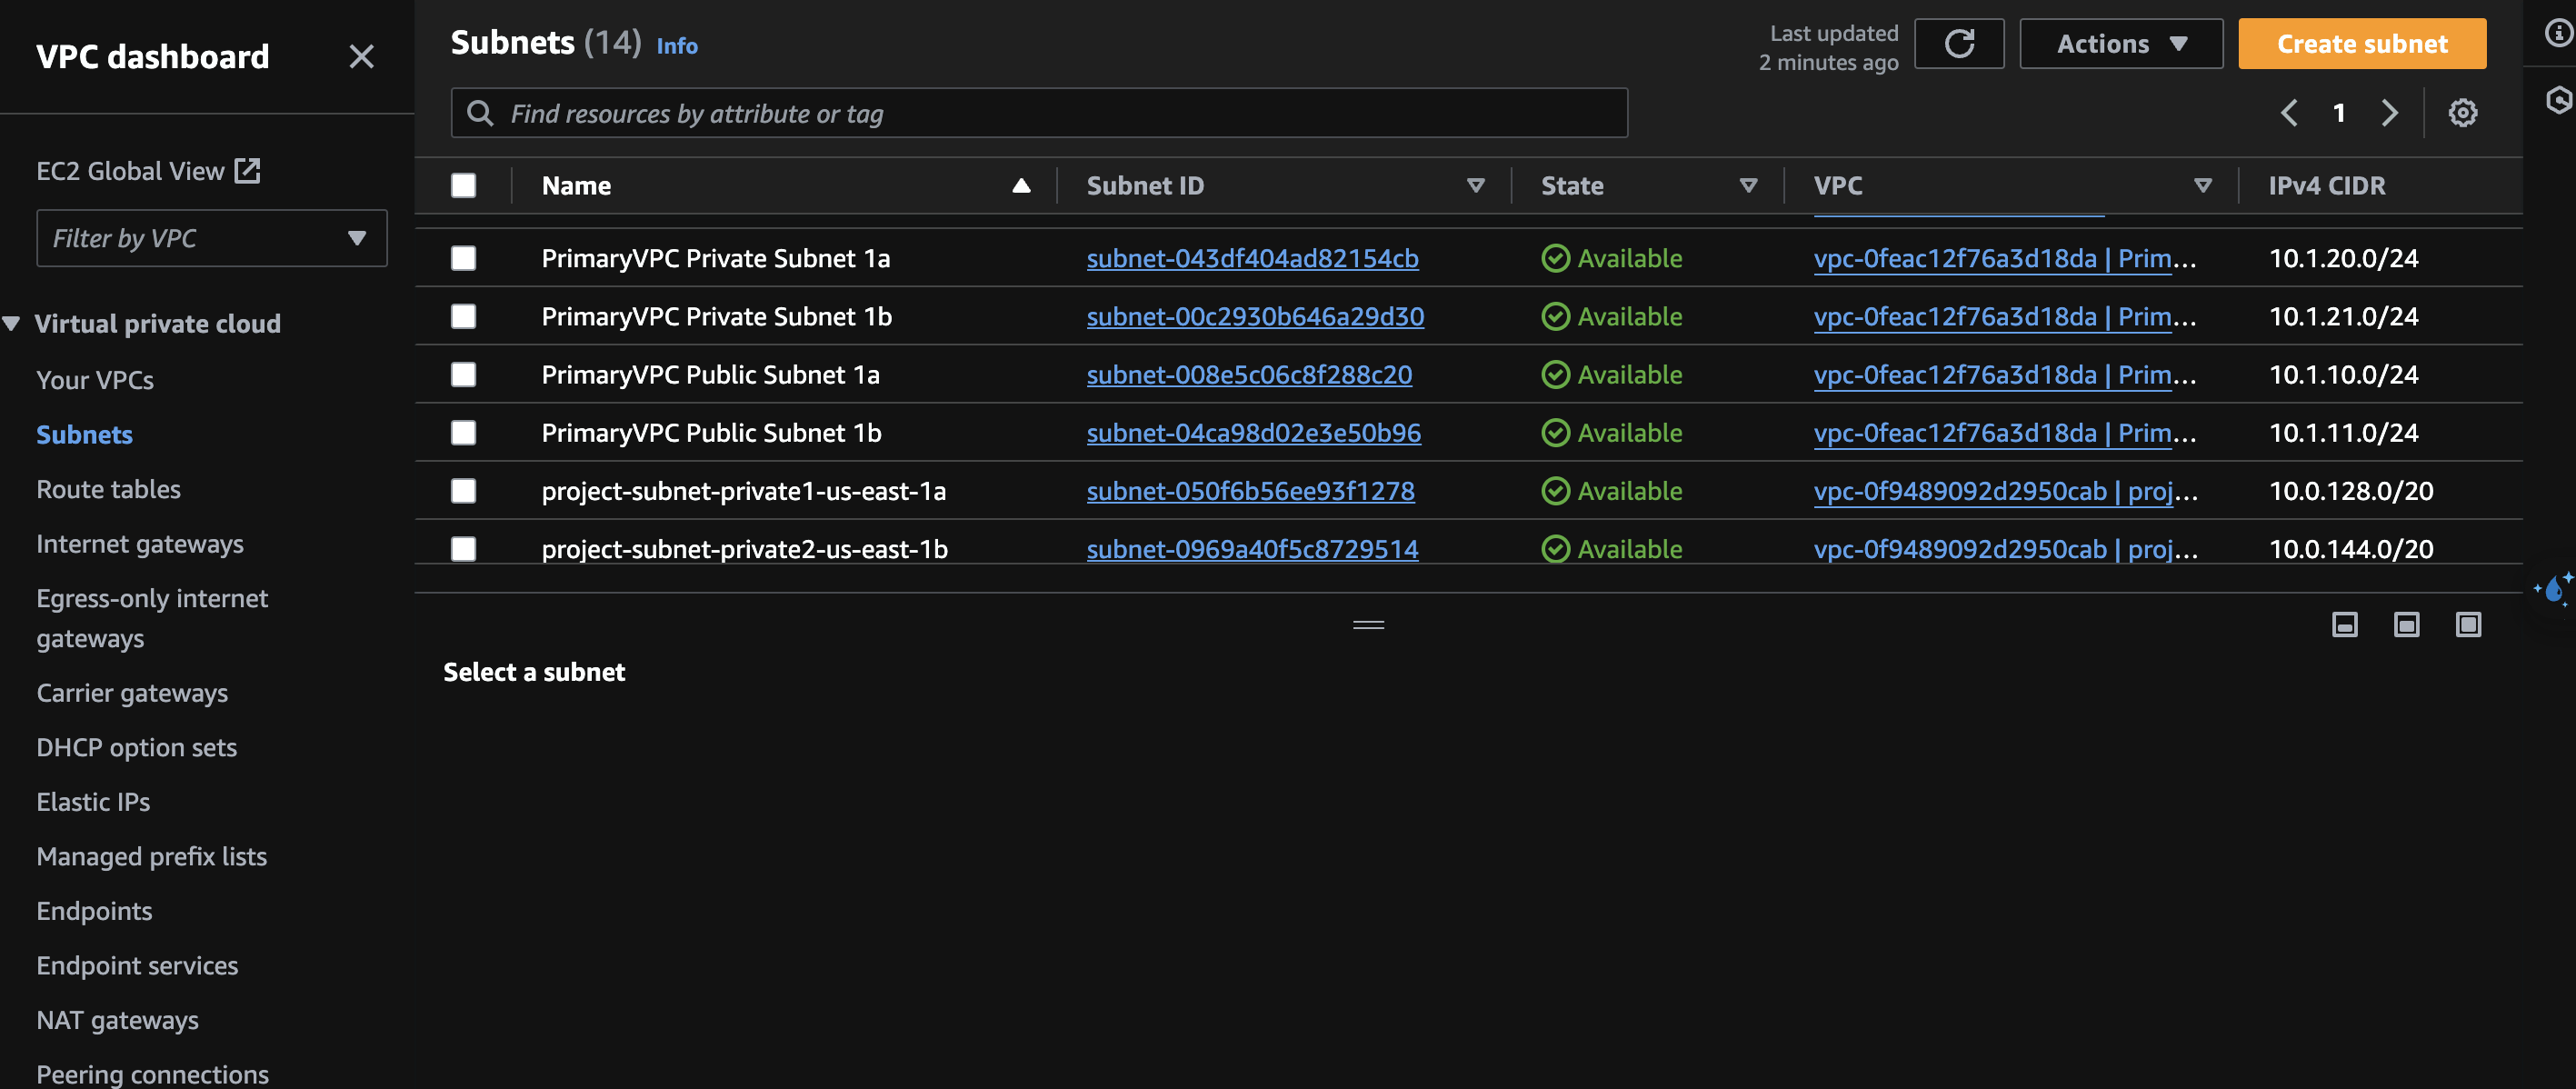 VPC dashboard
EC2 Global View
Filter by VPC
Virtual private cloud
Your VPCs
Subnets
Route tables
Internet gateways
Egress-only internet
gateways
Carrier gateways
DHCP option sets
Elastic IPs
Managed prefix lists
Endpoints
Endpoint services
NAT gateways
Peering connections
Subnets (14) Info
Last updated
2 minutes ago
Actions
Create subnet
Find resources by attribute or tag
1
Name Subnet ID State VPC IPv4 CIDR
PrimaryVPC Private Subnet 1a subnet-043df404ad82154cb Available vpc-0feac12f76a3d18da | Prim... 10.1.20.0/24
PrimaryVPC Private Subnet 1b subnet-00c2930b646a29d30 Available vpc-0feac12f76a3d18da | Prim... 10.1.21.0/24
PrimaryVPC Public Subnet 1a subnet-008e5c06c8f288c20 Available vpc-0feac12f76a3d18da | Prim... 10.1.10.0/24
PrimaryVPC Public Subnet 1b subnet-04ca98d02e3e50b96 Available vpc-0feac12f76a3d18da | Prim... 10.1.11.0/24
project-subnet-private1-us-east-1a subnet-050f6b56ee93f1278 Available vpc-0f9489092d2950cab | proj... 10.0.128.0/20
project-subnet-private2-us-east-1b subnet-0969a40f5c8729514 Available vpc-0f9489092d2950cab | proj... 10.0.144.0/20
Select a subnet